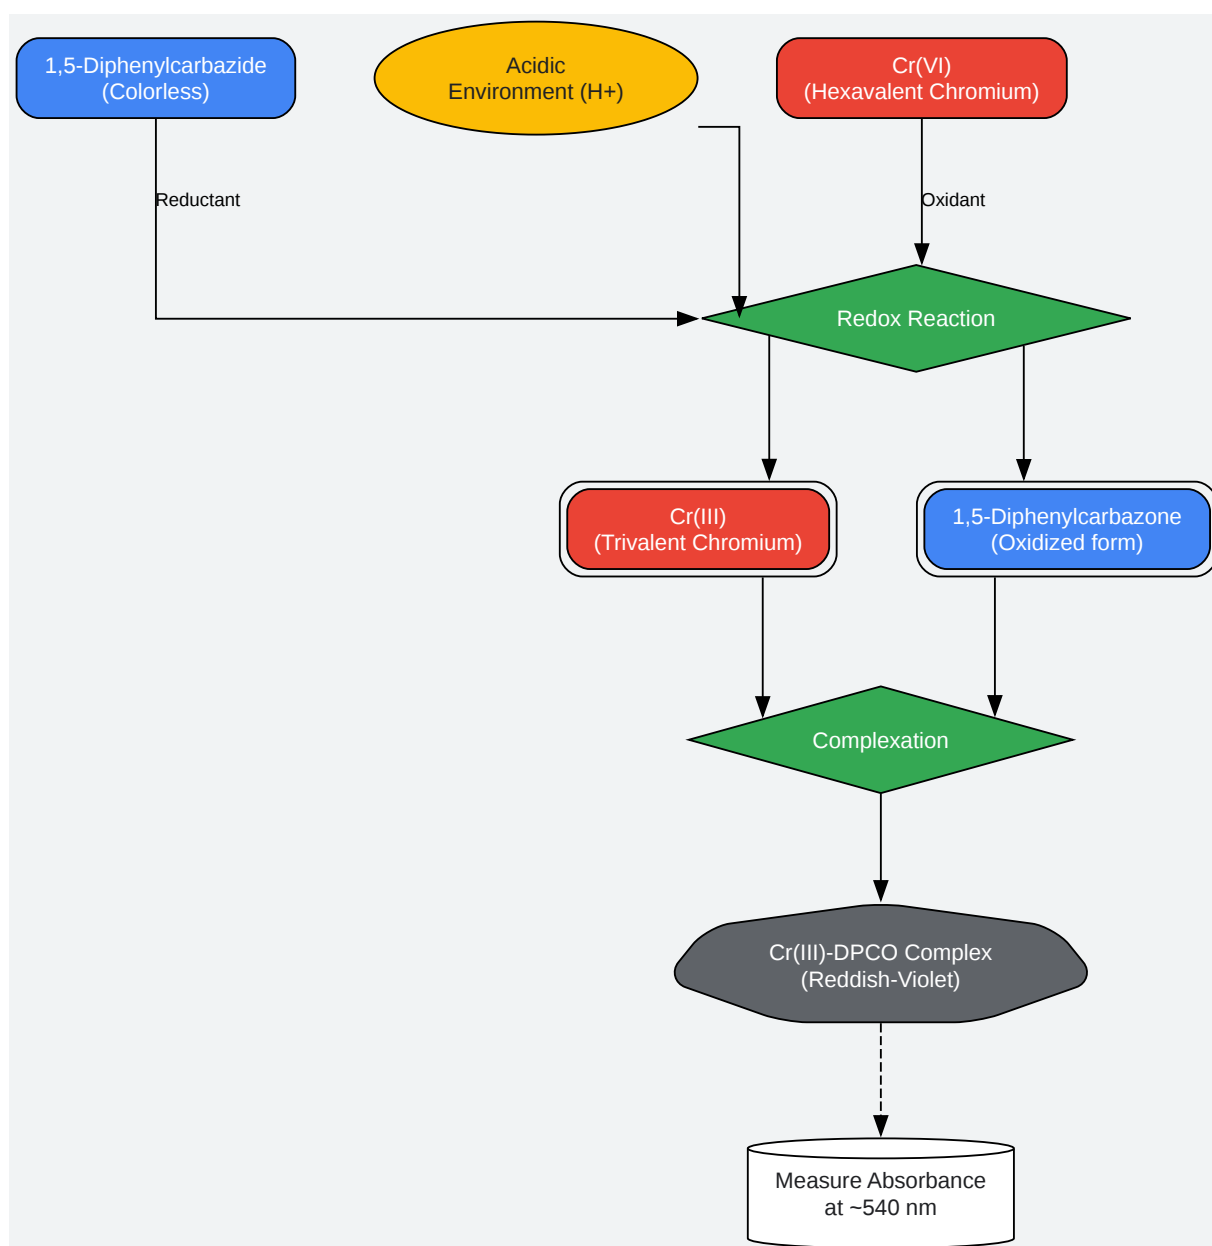 1,5-Diphenylcarbazide
(Colorless)
Acidic
Environment (H+)
Cr(VI)
(Hexavalent Chromium)
Reductant
Oxidant
Redox Reaction
Cr(III)
(Trivalent Chromium)
1,5-Diphenylcarbazone
(Oxidized form)
Complexation
Cr(III)-DPCO Complex
(Reddish-Violet)
Measure Absorbance
at ~540 nm